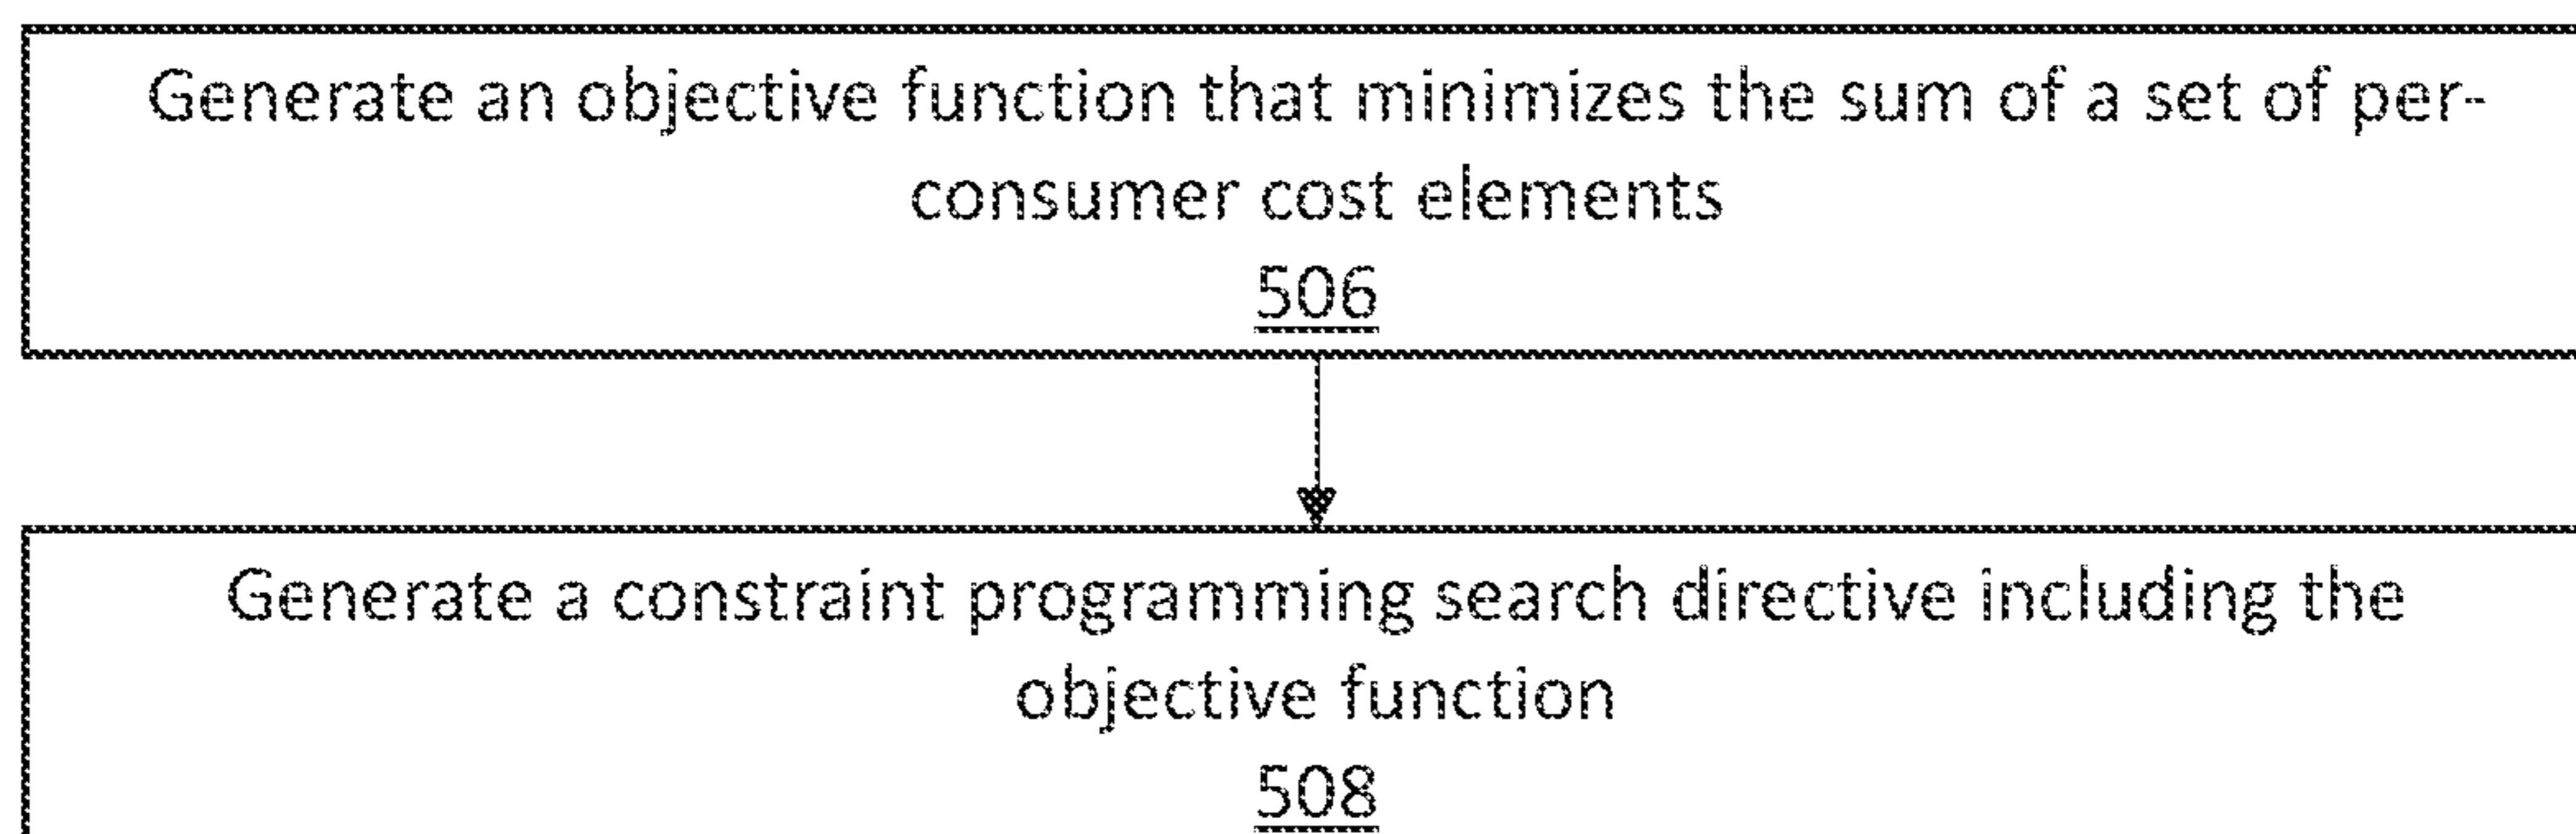 Generate an objective function that minimizes the sum of a set of per-
consumer cost elements
506
Generate a constraint programming search directive including the
objective function
508